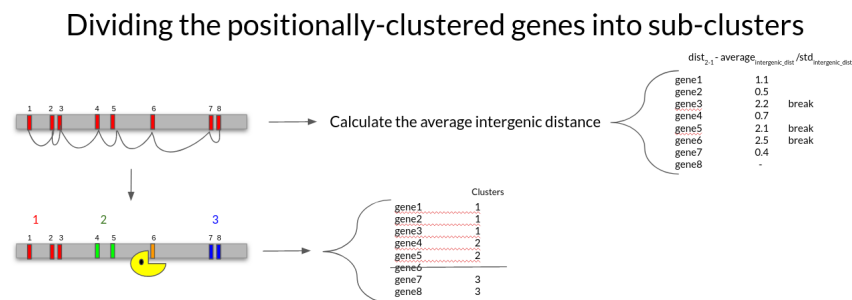 Dividing the positionally-clustered genes into sub-clusters
dist2-1 - averageintergenic_dist /stdintergenic_dist
gene1 1.1
gene2 0.5
gene3 2.2 break
gene4 0.7
gene5 2.1 break
gene6 2.5 break
gene7 0.4
gene8 -
1 2 3 4 5 6 7 8
Calculate the average intergenic distance
1 2 3
1 2 3 4 5 6 7 8
Clusters
gene1 1
gene2 1
gene3 1
gene4 2
gene5 2
gene6
gene7 3
gene8 3